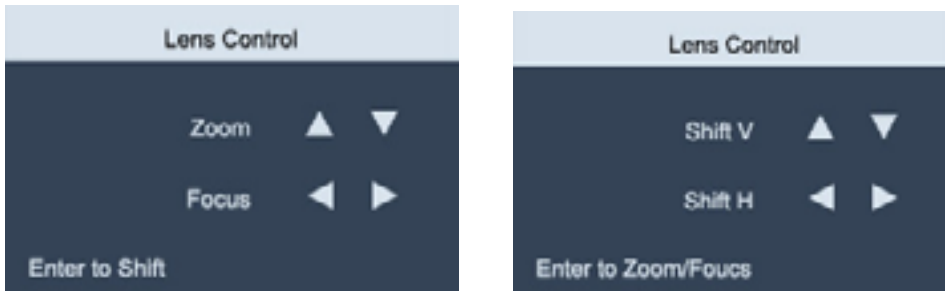 Lens Control
Zoom ▲ ▼
Focus ◀ ▶
Enter to Shift
Lens Control
Shift V ▲ ▼
Shift H ◀ ▶
Enter to Zoom/Foucs